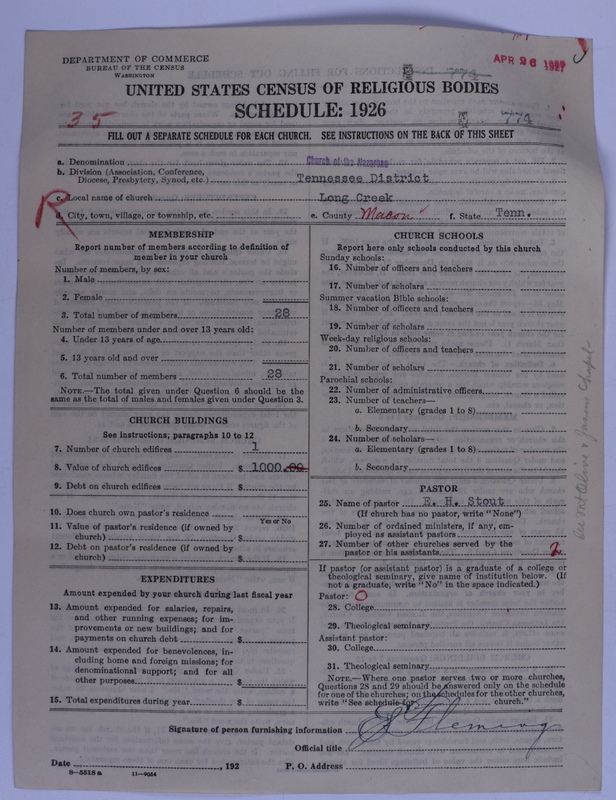 DEPARTMENT OF COMMERCE
BUREAU OF THE CENSUS
WASHINGTON
APR 26 1927
UNITED STATES CENSUS OF RELIGIOUS BODIES
SCHEDULE: 1926
35
774
FILL OUT A SEPARATE SCHEDULE FOR EACH CHURCH. SEE INSTRUCTIONS ON THE BACK OF THIS SHEET
a. Denomination Church of the Nazarene
b. Division (Association, Conference,
Diocese, Presbytery, Synod, etc.) Tennessee District
R
c. Local name of church Long Creek
d. City, town, village, or township, etc. e. County Macon f. State Tenn.
MEMBERSHIP
Report number of members according to definition of
member in your church
Number of members, by sex:
1. Male
2. Female
3. Total number of members 28
Number of members under and over 13 years old:
4. Under 13 years of age
5. 13 years old and over
6. Total number of members 28
NOTE.—The total given under Question 6 should be the
same as the total of males and females given under Question 3.
CHURCH BUILDINGS
See instructions, paragraphs 10 to 12
7. Number of church edifices 1
8. Value of church edifices $ 1000.00
9. Debt on church edifices $
10. Does church own pastor's residence
Yes or No
11. Value of pastor's residence (if owned by
church) $
12. Debt on pastor's residence (if owned by
church) $
EXPENDITURES
Amount expended by your church during last fiscal year
13. Amount expended for salaries, repairs,
and other running expenses; for im-
provements or new buildings; and for
payments on church debt $
14. Amount expended for benevolences, in-
cluding home and foreign missions; for
denominational support; and for all
other purposes $
15. Total expenditures during year $
CHURCH SCHOOLS
Report here only schools conducted by this church
Sunday schools:
16. Number of officers and teachers
17. Number of scholars
Summer vacation Bible schools:
18. Number of officers and teachers
19. Number of scholars
Week-day religious schools:
20. Number of officers and teachers
21. Number of scholars
Parochial schools:
22. Number of administrative officers
23. Number of teachers—
a. Elementary (grades 1 to 8)
b. Secondary
24. Number of scholars—
a. Elementary (grades 1 to 8)
b. Secondary
PASTOR
25. Name of pastor E. H. Stout
(If church has no pastor, write "None")
26. Number of ordained ministers, if any, em-
ployed as assistant pastors
27. Number of other churches served by the
pastor or his assistants 2
If pastor (or assistant pastor) is a graduate of a college or
theological seminary, give name of institution below. (If
not a graduate, write "No" in the space indicated.)
Pastor: O
28. College
29. Theological seminary
Assistant pastor:
30. College
31. Theological seminary
NOTE.—Where one pastor serves two or more churches,
Questions 28 and 29 should be answered only on the schedule
for one of the churches; on the schedules for the other churches,
write "See schedule for church."
Signature of person furnishing information Fleming
Official title
Date , 192 P. O. Address
8-5518 a 11-9064